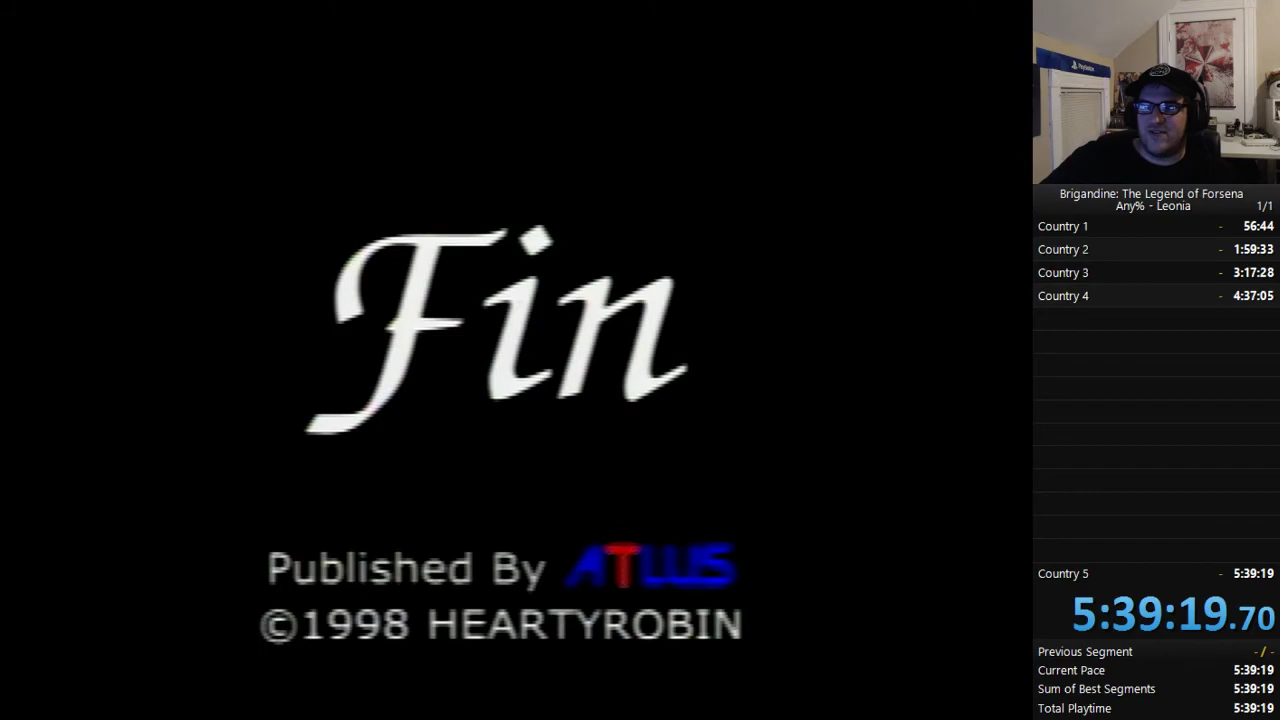 Fin
Published By ATLUS
©1998 HEARTYROBIN
PlayStation
Brigandine: The Legend of Forsena
Any% - Leonia 1/1
Country 1 - 56:44
Country 2 - 1:59:33
Country 3 - 3:17:28
Country 4 - 4:37:05
Country 5 - 5:39:19
5:39:19.70
Previous Segment - / -
Current Pace 5:39:19
Sum of Best Segments 5:39:19
Total Playtime 5:39:19